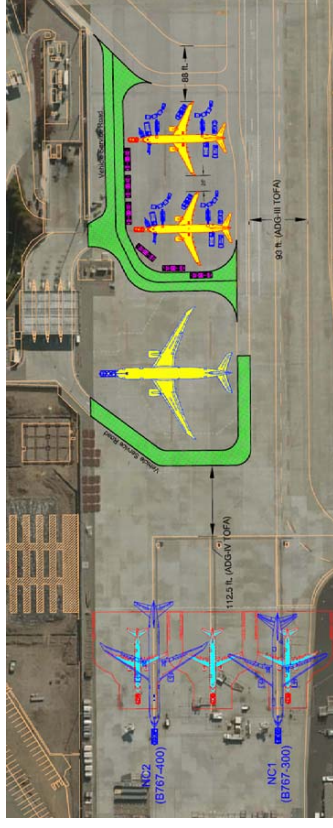 88 ft.
Vehicle Service Road
93 ft. (ADG-III TOFA)
Vehicle Service Road
112.5 ft. (ADG-IV TOFA)
NC2
(B767-400)
NC1
(B767-300)